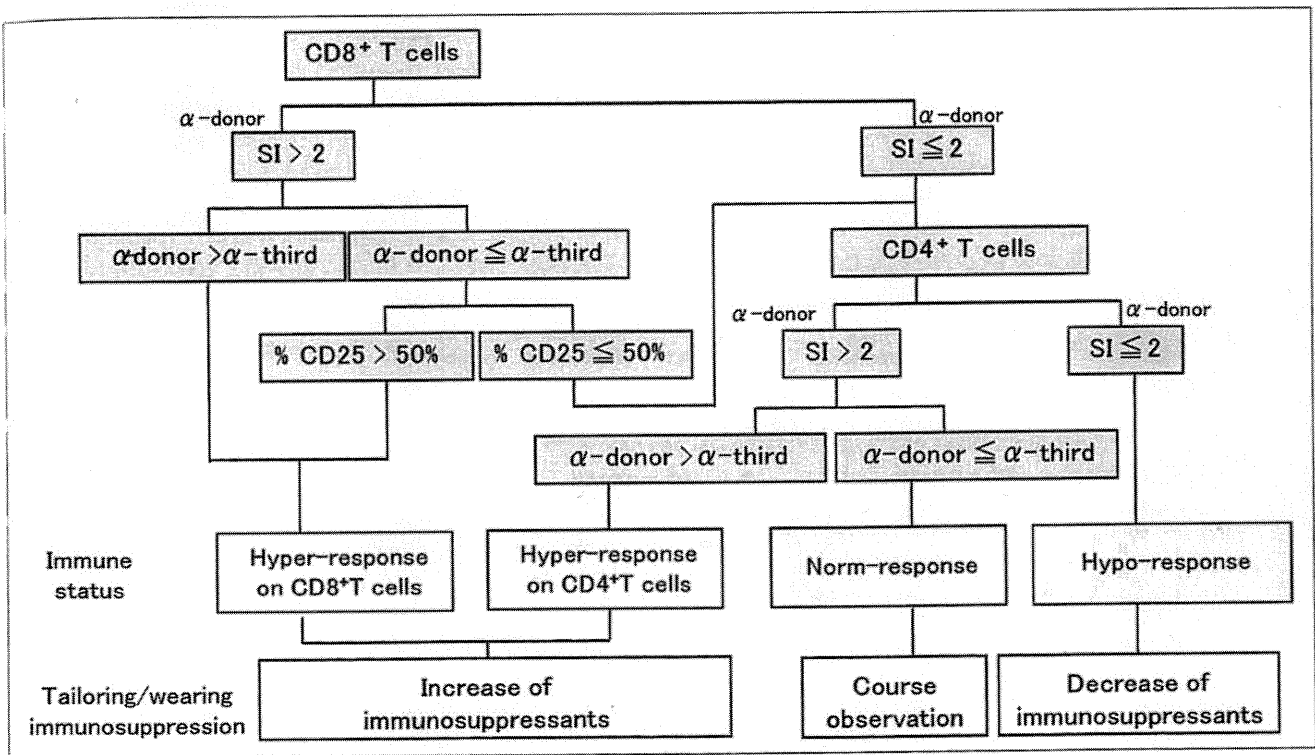 CD8⁺ T cells
α-donor
α-donor
SI > 2
SI ≦ 2
αdonor >α-third
α-donor ≦ α-third
CD4⁺ T cells
α-donor
α-donor
% CD25 > 50%
% CD25 ≦ 50%
SI > 2
SI ≦ 2
α-donor >α-third
α-donor ≦ α-third
Immune
status
Hyper-response
on CD8⁺T cells
Hyper-response
on CD4⁺T cells
Norm-response
Hypo-response
Tailoring/wearing
immunosuppression
Increase of
immunosuppressants
Course
observation
Decrease of
immunosuppressants